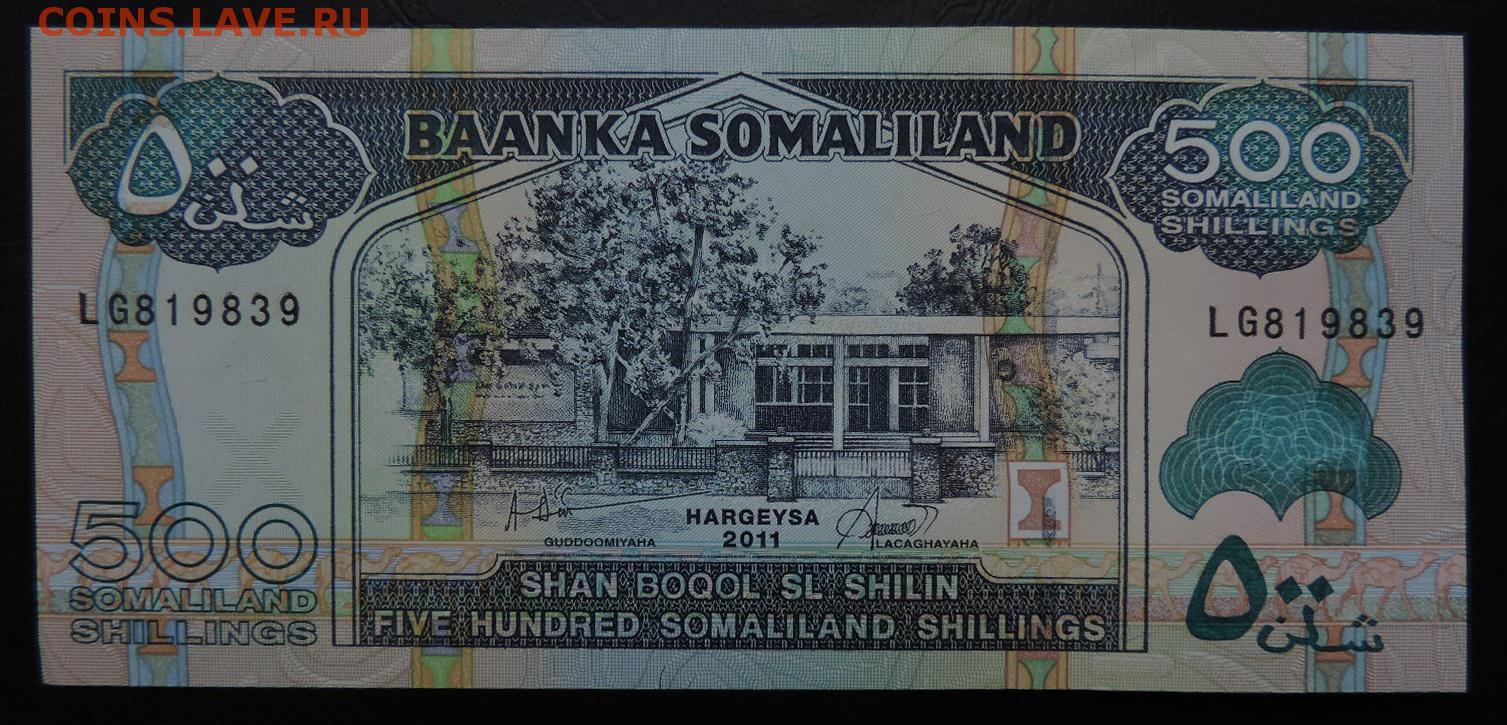 COINS.LAVE.RU
BAANKA SOMALILAND
٥٠٠
شلن
500
SOMALILAND
SHILLINGS
LG819839
LG819839
HARGEYSA
2011
GUDDOOMIYAHA
LACAGHAYAHA
500
SOMALILAND
SHILLINGS
SHAN BOQOL SL SHILIN
FIVE HUNDRED SOMALILAND SHILLINGS
٥٠٠
شلن